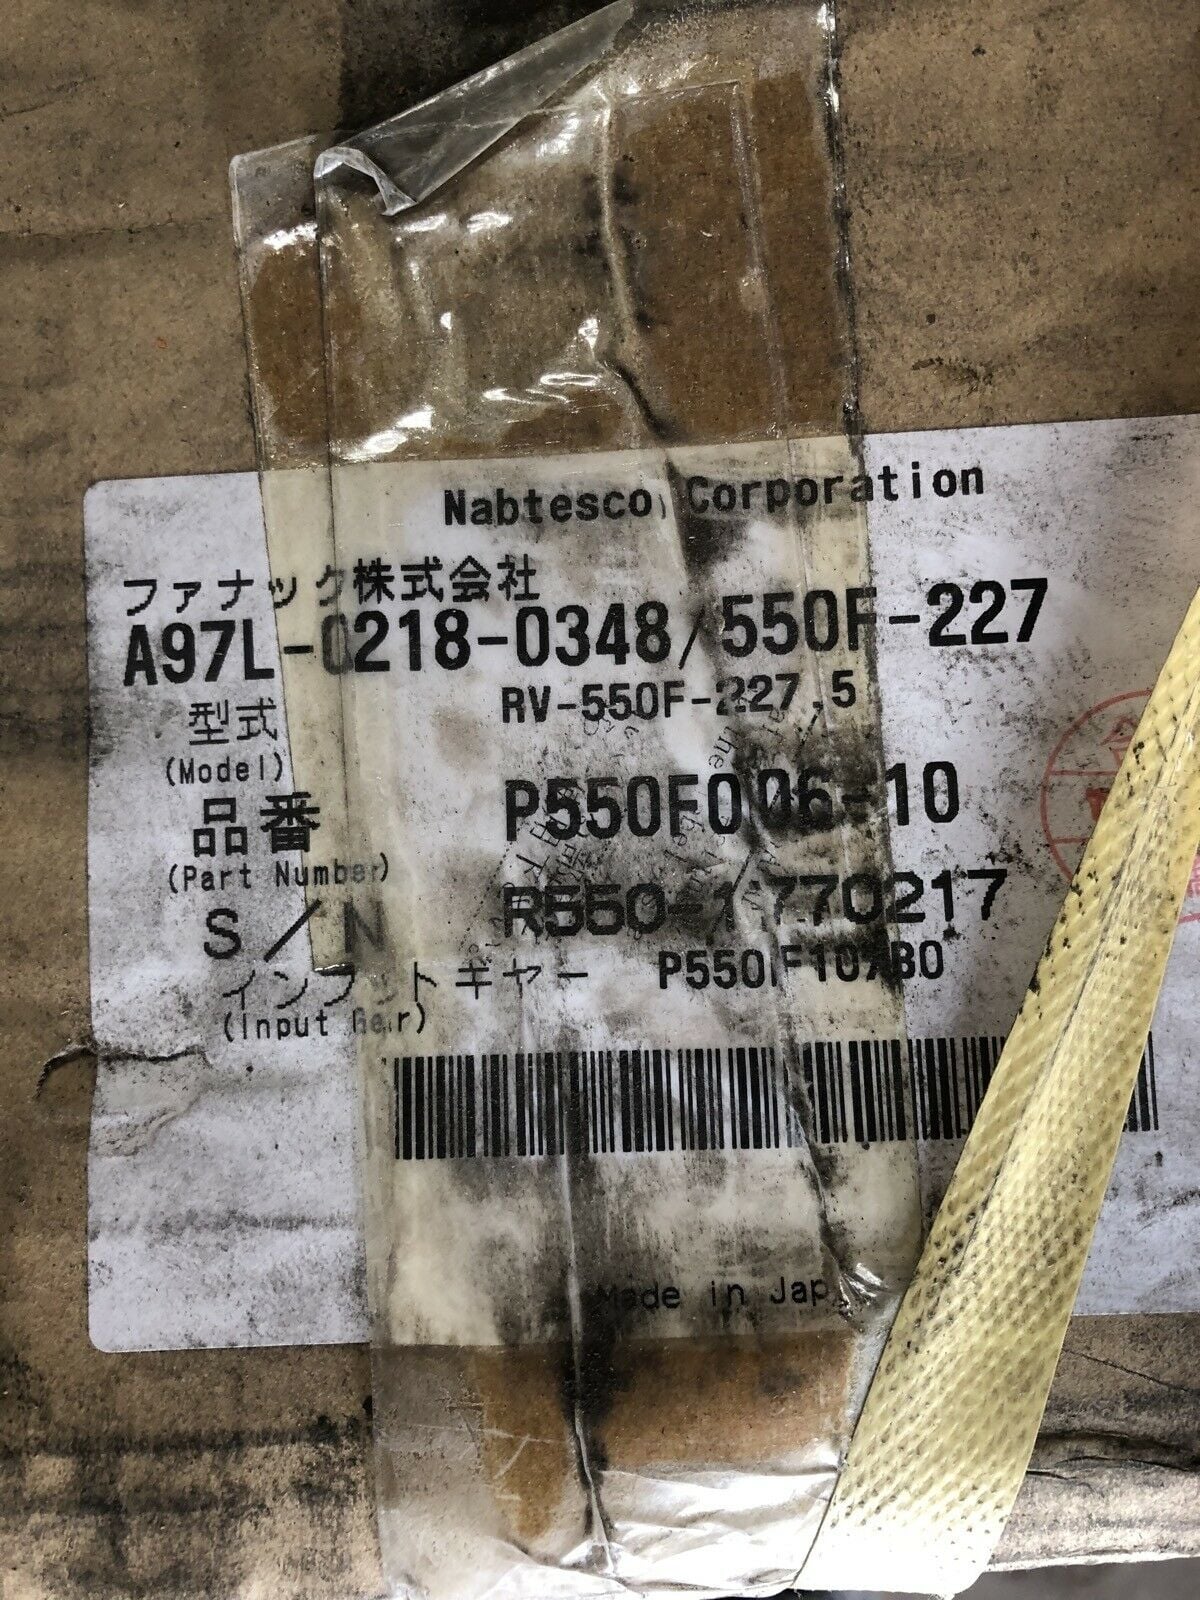 Nabtesco Corporation
ファナック株式会社
A97L-0218-0348/550F-227
型式 RV-550F-227.5
(Model)
品番 P550F006-10
(Part Number)
S/N
インプットギヤー
(Input Gear)
Made in